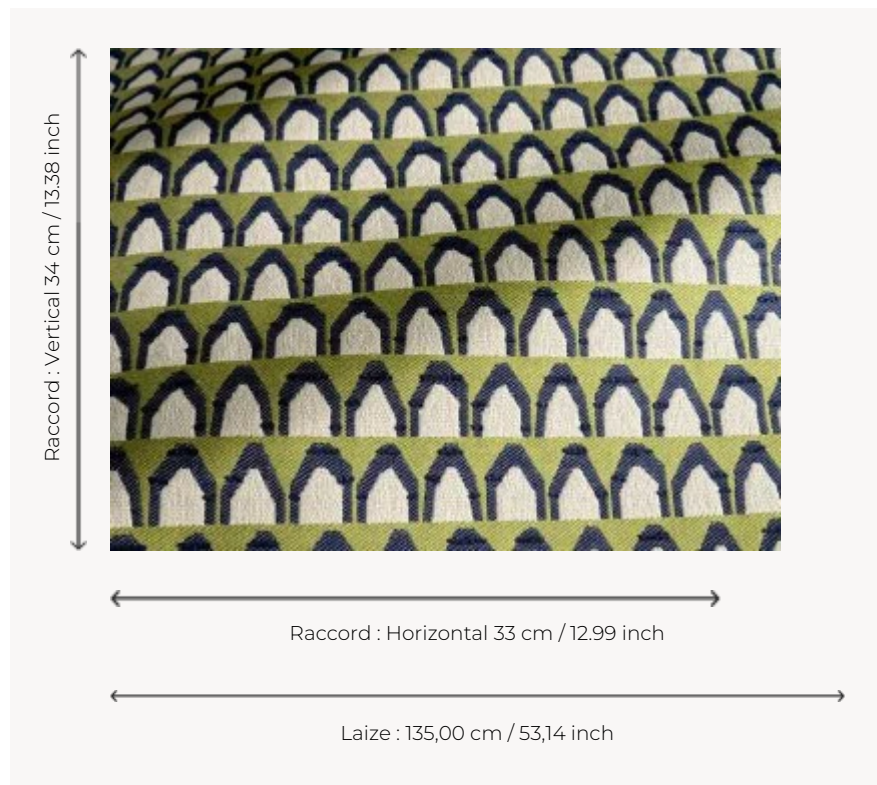 Raccord : Vertical 34 cm / 13.38 inch
Raccord : Horizontal 33 cm / 12.99 inch
Laize : 135,00 cm / 53,14 inch